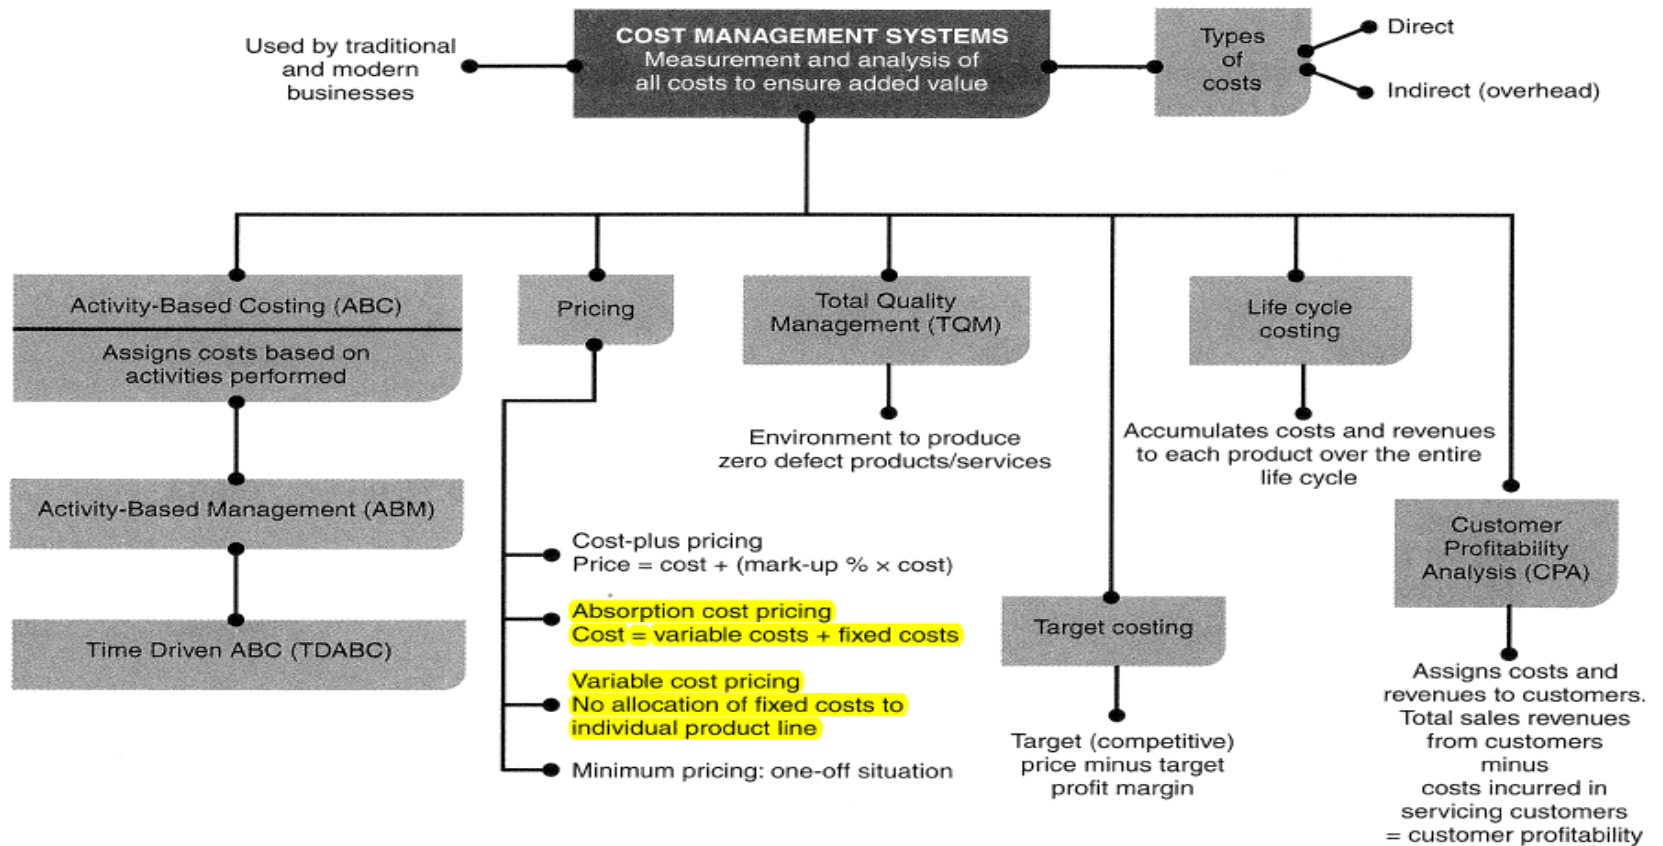 Used by traditional
and modern
businesses
COST MANAGEMENT SYSTEMS
Measurement and analysis of
all costs to ensure added value
Types
of
costs
Direct
Indirect (overhead)
Activity-Based Costing (ABC)
Assigns costs based on
activities performed
Activity-Based Management (ABM)
Time Driven ABC (TDABC)
Pricing
Cost-plus pricing
Price = cost + (mark-up % × cost)
Absorption cost pricing
Cost = variable costs + fixed costs
Variable cost pricing
No allocation of fixed costs to
individual product line
Minimum pricing: one-off situation
Total Quality
Management (TQM)
Environment to produce
zero defect products/services
Target costing
Target (competitive)
price minus target
profit margin
Life cycle
costing
Accumulates costs and revenues
to each product over the entire
life cycle
Customer
Profitability
Analysis (CPA)
Assigns costs and
revenues to customers.
Total sales revenues
from customers
minus
costs incurred in
servicing customers
= customer profitability